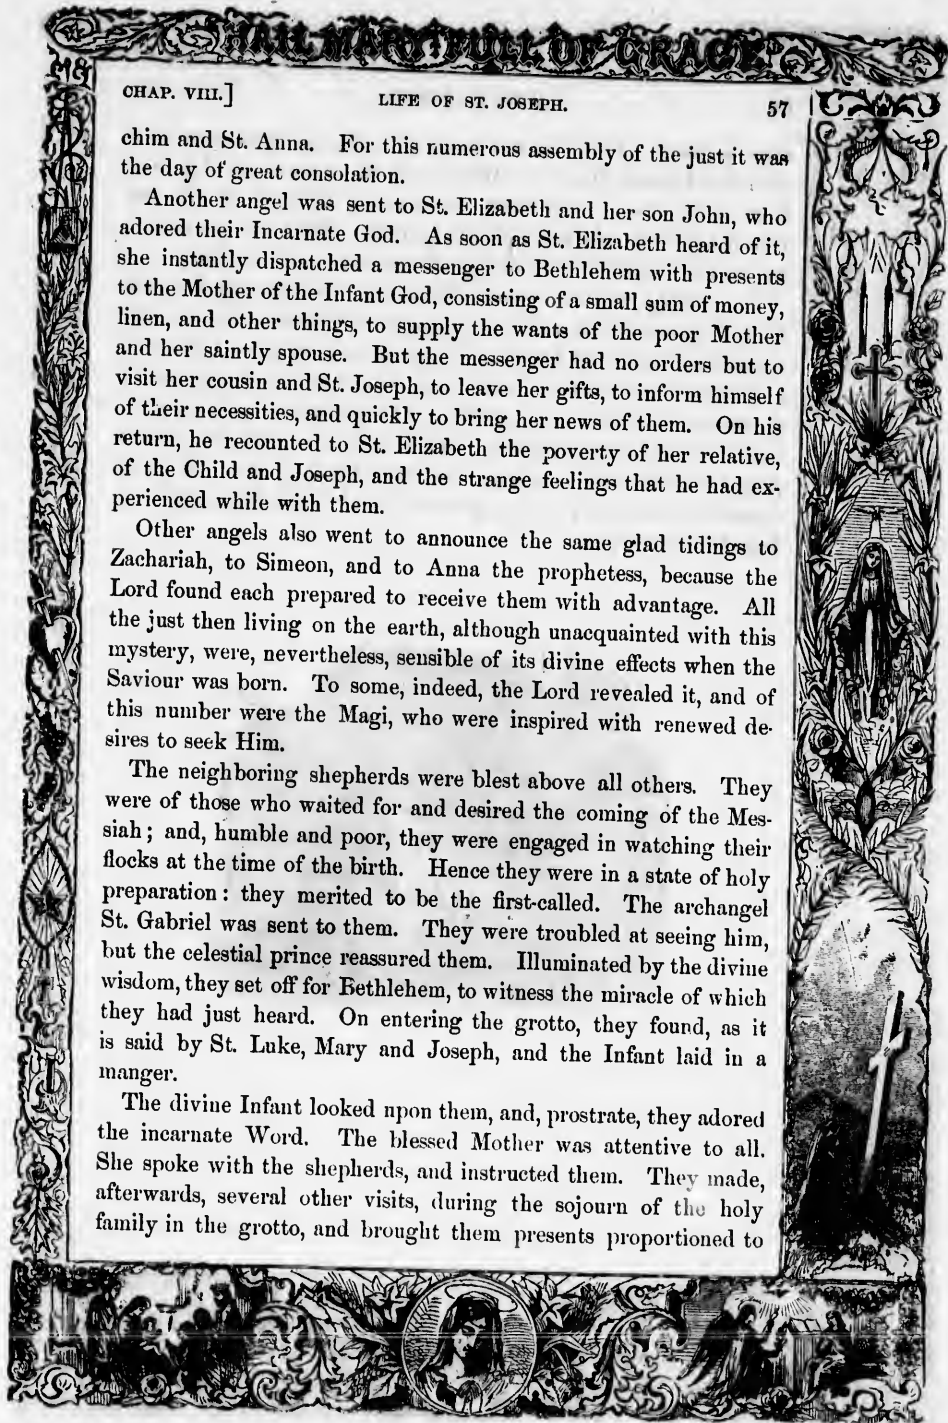 HAIL MARY FULL OF GRACE
CHAP. VIII.] LIFE OF ST. JOSEPH. 57
chim and St. Anna. For this numerous assembly of the just it was
the day of great consolation.
Another angel was sent to St. Elizabeth and her son John, who
adored their Incarnate God. As soon as St. Elizabeth heard of it,
she instantly dispatched a messenger to Bethlehem with presents
to the Mother of the Infant God, consisting of a small sum of money,
linen, and other things, to supply the wants of the poor Mother
and her saintly spouse. But the messenger had no orders but to
visit her cousin and St. Joseph, to leave her gifts, to inform himself
of their necessities, and quickly to bring her news of them. On his
return, he recounted to St. Elizabeth the poverty of her relative,
of the Child and Joseph, and the strange feelings that he had ex-
perienced while with them.
Other angels also went to announce the same glad tidings to
Zachariah, to Simeon, and to Anna the prophetess, because the
Lord found each prepared to receive them with advantage. All
the just then living on the earth, although unacquainted with this
mystery, were, nevertheless, sensible of its divine effects when the
Saviour was born. To some, indeed, the Lord revealed it, and of
this number were the Magi, who were inspired with renewed de-
sires to seek Him.
The neighboring shepherds were blest above all others. They
were of those who waited for and desired the coming of the Mes-
siah; and, humble and poor, they were engaged in watching their
flocks at the time of the birth. Hence they were in a state of holy
preparation: they merited to be the first-called. The archangel
St. Gabriel was sent to them. They were troubled at seeing him,
but the celestial prince reassured them. Illuminated by the divine
wisdom, they set off for Bethlehem, to witness the miracle of which
they had just heard. On entering the grotto, they found, as it
is said by St. Luke, Mary and Joseph, and the Infant laid in a
manger.
The divine Infant looked upon them, and, prostrate, they adored
the incarnate Word. The blessed Mother was attentive to all.
She spoke with the shepherds, and instructed them. They made,
afterwards, several other visits, during the sojourn of the holy
family in the grotto, and brought them presents proportioned to